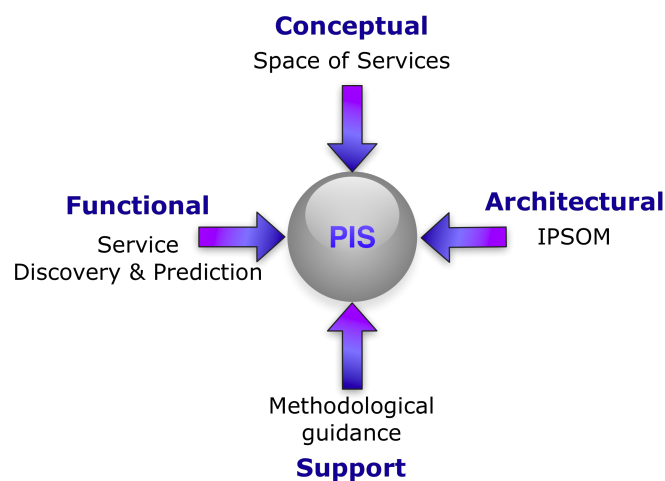 Conceptual
Space of Services
Functional
Service
Discovery & Prediction
PIS
Architectural
IPSOM
Methodological
guidance
Support